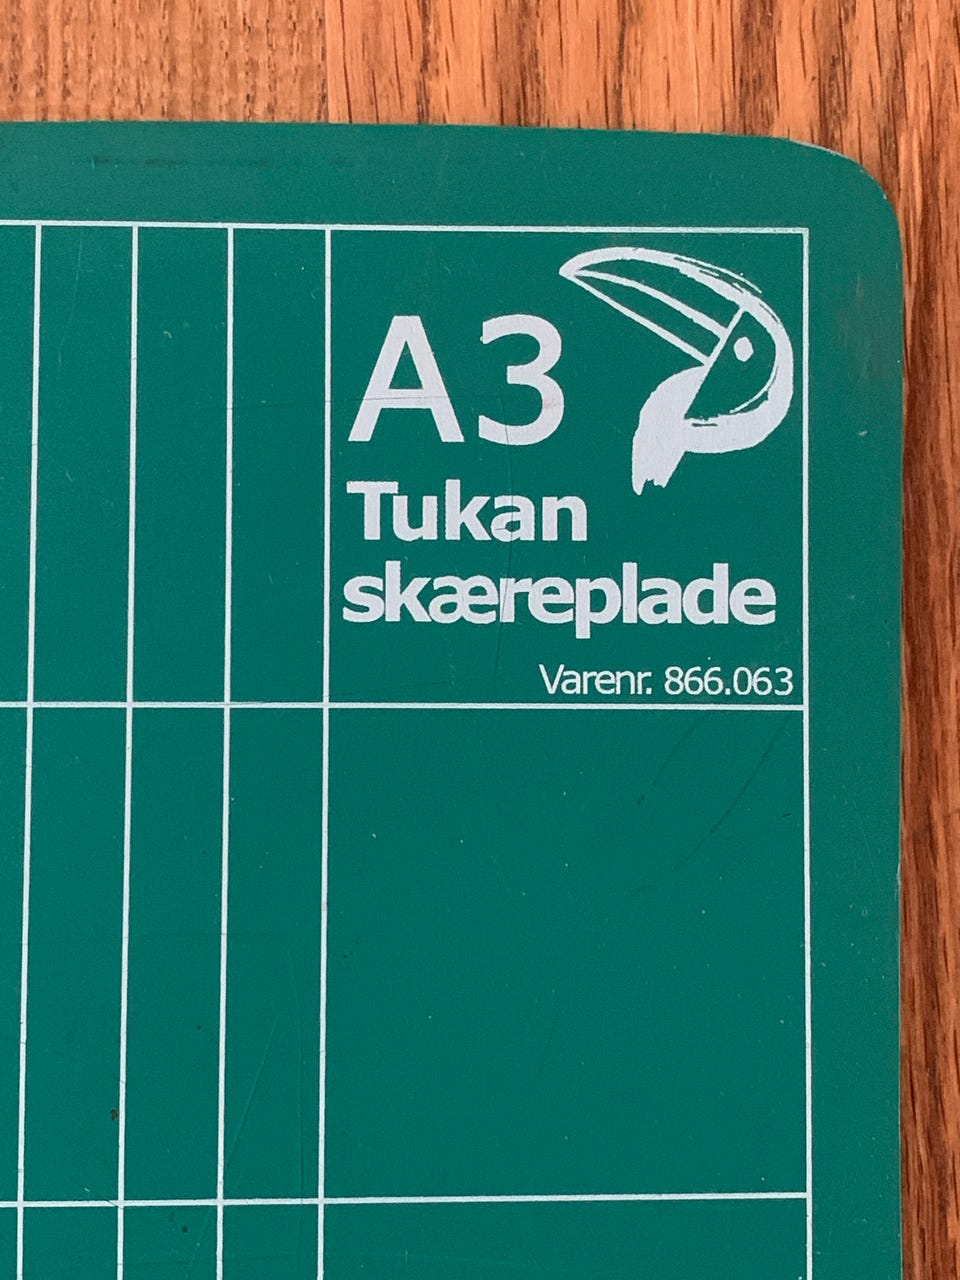 A3
Tukan
skæreplade
Varenr. 866.063